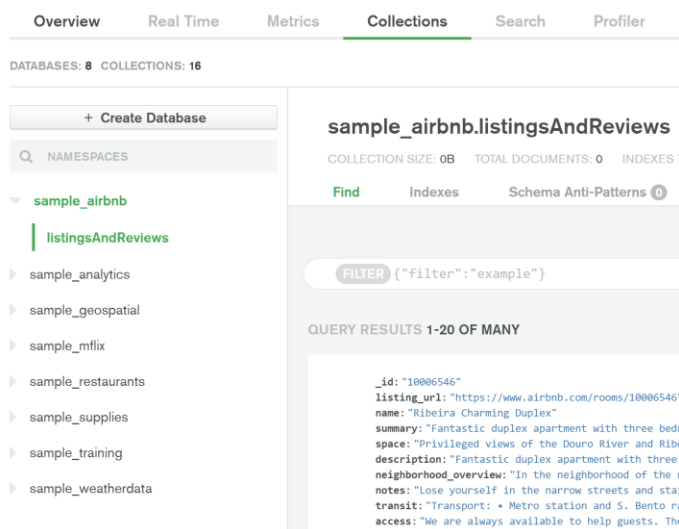 Overview Real Time Metrics Collections Search Profiler
DATABASES: 8 COLLECTIONS: 16
+ Create Database
NAMESPACES
sample_airbnb
listingsAndReviews
sample_analytics
sample_geospatial
sample_mflix
sample_restaurants
sample_supplies
sample_training
sample_weatherdata
sample_airbnb.listingsAndReviews
COLLECTION SIZE: 0B TOTAL DOCUMENTS: 0 INDEXES
Find Indexes Schema Anti-Patterns 0
FILTER {"filter":"example"}
QUERY RESULTS 1-20 OF MANY
_id: "10006546"
listing_url: "https://www.airbnb.com/rooms/10006546"
name: "Ribeira Charming Duplex"
summary: "Fantastic duplex apartment with three
space: "Privileged views of the Douro River and
description: "Fantastic duplex apartment with three
neighborhood_overview: "In the neighborhood of the
notes: "Lose yourself in the narrow streets and
transit: "Transport: • Metro station and S. Bento
access: "We are always available to help guests.